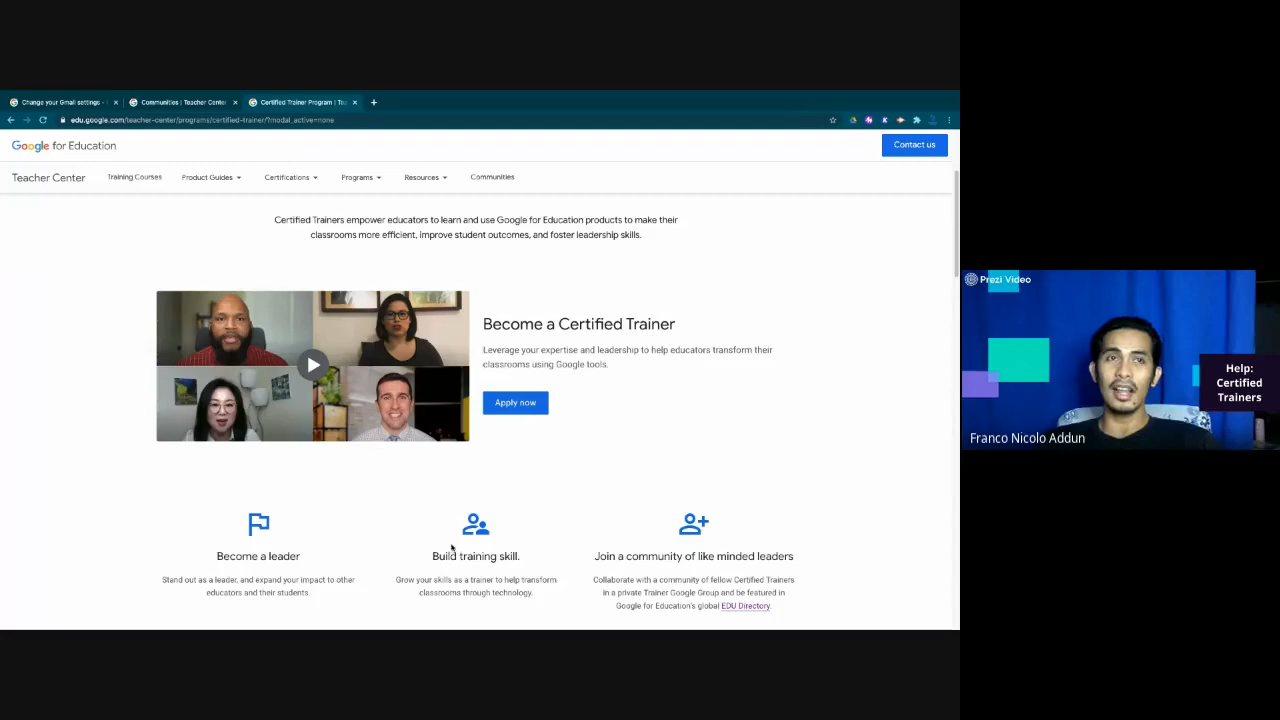 Change your Gmail settings -
Communities | Teacher Center
Certified Trainer Program | Tea
edu.google.com/teacher-center/programs/certified-trainer/?modal_active=none
Google for Education
Contact us
Teacher Center
Training Courses
Product Guides
Certifications
Programs
Resources
Communities
Certified Trainers empower educators to learn and use Google for Education products to make their
classrooms more efficient, improve student outcomes, and foster leadership skills.
Become a Certified Trainer
Leverage your expertise and leadership to help educators transform their
classrooms using Google tools.
Apply now
Become a leader
Stand out as a leader, and expand your impact to other
educators and their students.
Build training skill.
Grow your skills as a trainer to help transform
classrooms through technology.
Join a community of like minded leaders
Collaborate with a community of fellow Certified Trainers
in a private Trainer Google Group and be featured in
Google for Education's global EDU Directory.
Prezi Video
Help:
Certified
Trainers
Franco Nicolo Addun